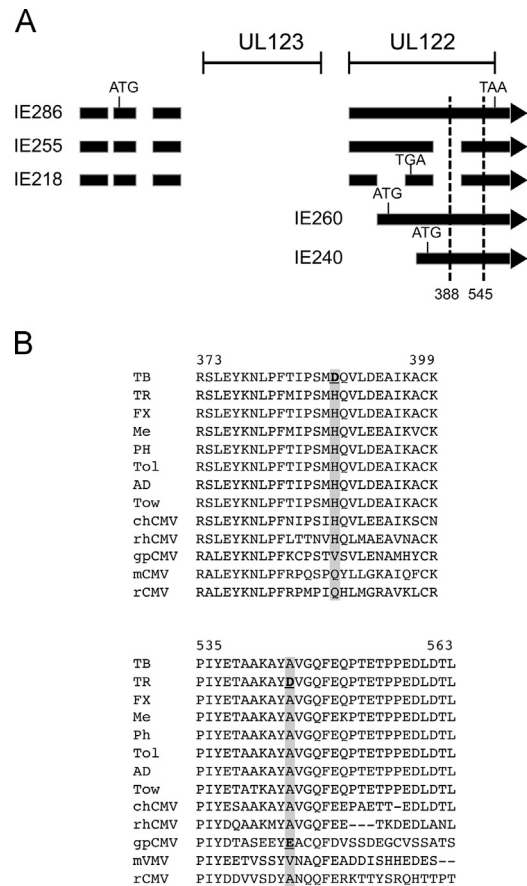 A
UL123 UL122
ATG TAA
IE286
IE255
TGA
IE218
ATG
IE260
ATG
IE240
388 545
B
373 399
TB RSLEYKNLPFTIPSMDQVLDEAIKACK
TR RSLEYKNLPFMIPSMHQVLDEAIKACK
FX RSLEYKNLPFTIPSMHQVLDEAIKACK
Me RSLEYKNLPFMIPSMHQVLDEAIKVCK
PH RSLEYKNLPFTIPSMHQVLDEAIKACK
Tol RSLEYKNLPFTIPSMHQVLDEAIKACK
AD RSLEYKNLPFTIPSMHQVLDEAIKACK
Tow RSLEYKNLPFTIPSMHQVLDEAIKACK
chCMV RSLEYKNLPFNIPSIHQVLEEAIKSCN
rhCMV RSLEYKNLPFLTTNVHQLMAEAVNACK
gpCMV RALEYKNLPFKCPSTVSVLENAMHYCR
mCMV RALEYKNLPFRPQSPQYLLGKAIQFCK
rCMV RALEYKNLPFRPMPIQHLMGRAVKLCR
535 563
TB PIYETAAKAYAVGQFEQPTETPPEDLDTL
TR PIYETAAKAYDVGQFEQPTETPPEDLDTL
FX PIYETAAKAYAVGQFEQPTETPPEDLDTL
Me PIYETAAKAYAVGQFEKPTETPPEDLDTL
Ph PIYETAAKAYAVGQFEQPTETPPEDLDTL
Tol PIYETAAKAYAVGQFEQPTETPPEDLDTL
AD PIYETAAKAYAVGQFEQPTETPPEDLDTL
Tow PIYETATKAYAVGQFEQPTETPPEDLDTL
chCMV PIYESAAKAYAVGQFEEPAETT-EDLDTL
rhCMV PIYDQAAKMYAVGQFEE---TKDEDLANL
gpCMV PIYDTASEEYEACQFDVSSDEGCVSSATS
mVMV PIYEETVSSYVNAQFEADDISHHEDES--
rCMV PIYDDVVSDYANQQFERKTTYSRQHTTPT